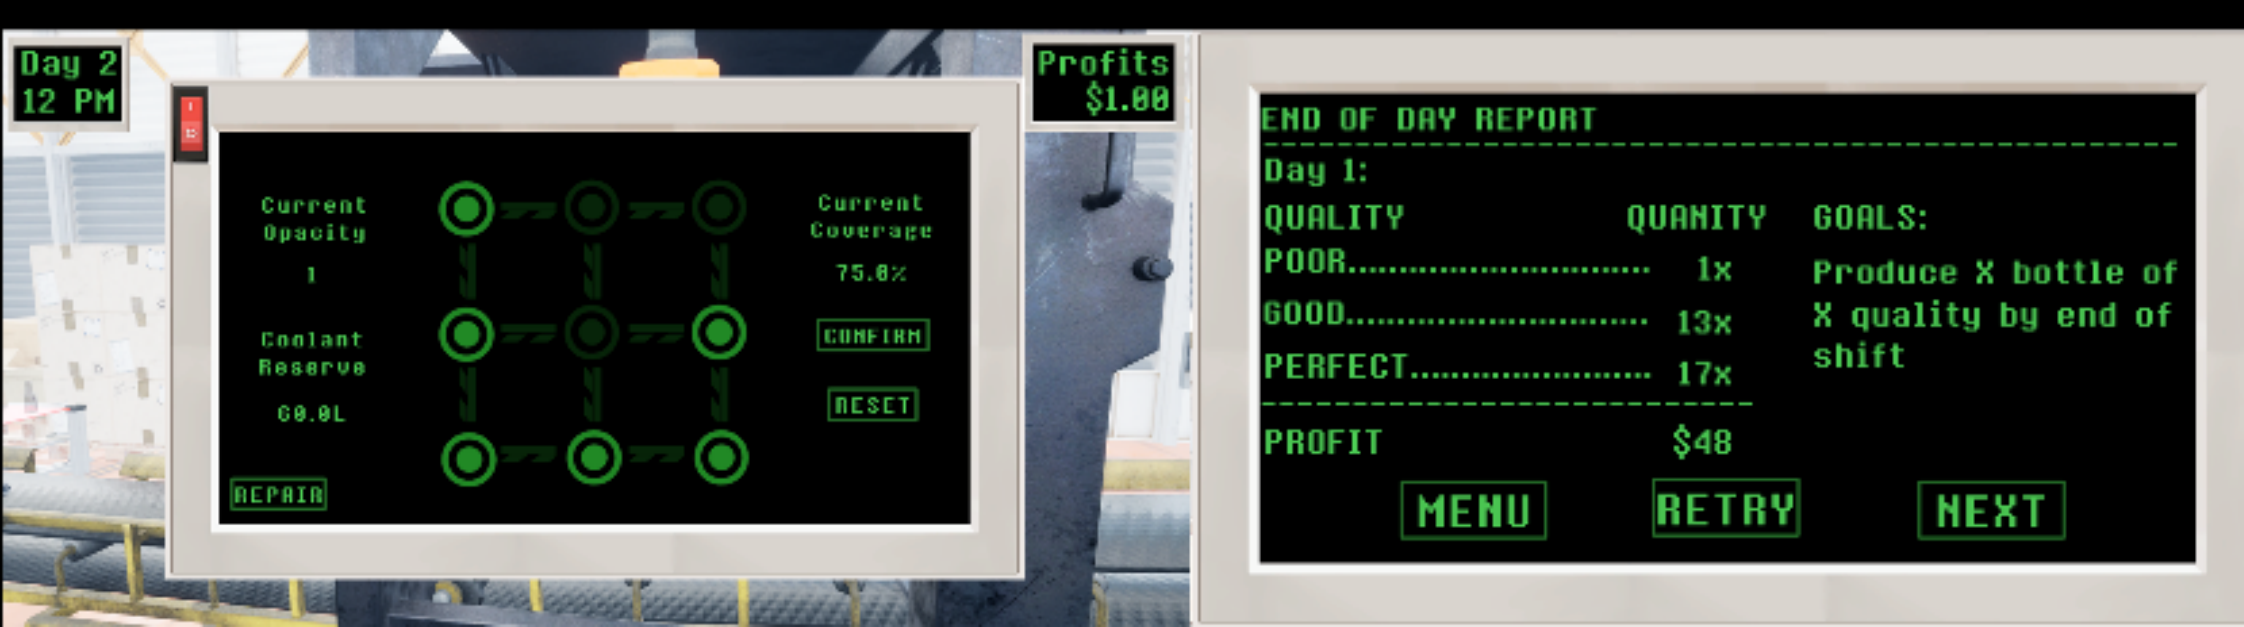 Day 2
12 PM
Profits
$1.00
Current
Opacity
1
Coolant
Reserve
REPAIR
Current
Coverage
75.0%
CONFIRM
RESET
END OF DAY REPORT
Day 1:
QUALITY QUANITY
POOR 1x
GOOD 13x
PERFECT 17x
PROFIT $48
GOALS:
Produce X bottle of
X quality by end of
shift
MENU RETRY NEXT